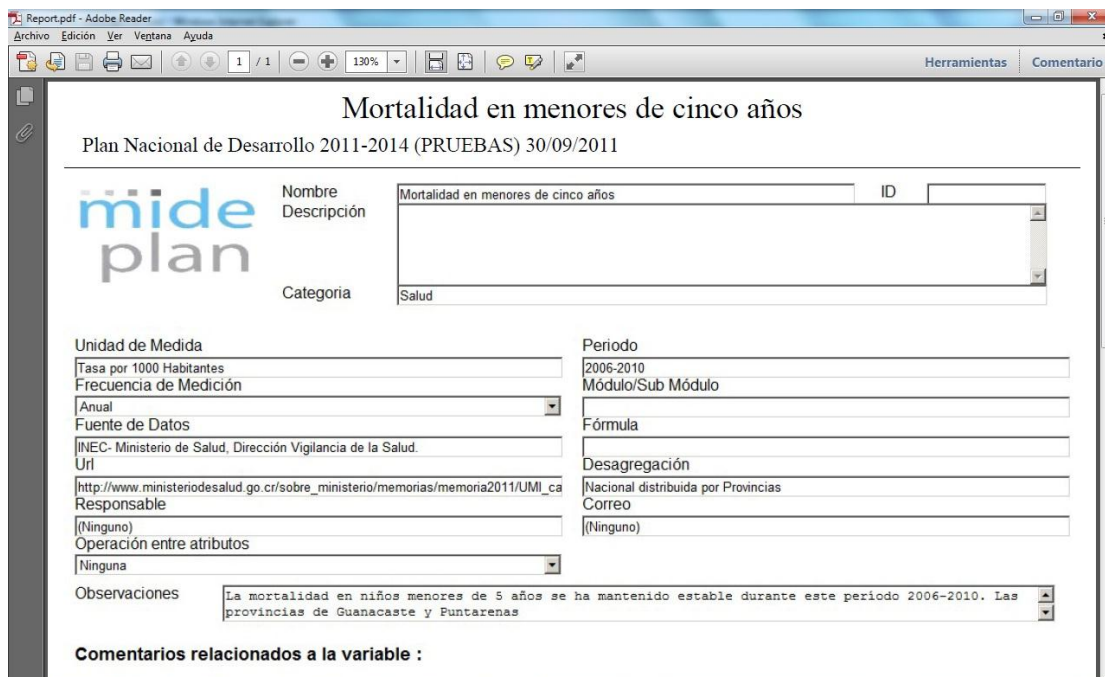 Report.pdf - Adobe Reader
Archivo Edición Ver Ventana Ayuda
1 / 1 130% Herramientas Comentario
Mortalidad en menores de cinco años
Plan Nacional de Desarrollo 2011-2014 (PRUEBAS) 30/09/2011
mide
plan
Nombre Mortalidad en menores de cinco años ID
Descripción
Categoria Salud
Unidad de Medida Periodo
Tasa por 1000 Habitantes 2006-2010
Frecuencia de Medición Módulo/Sub Módulo
Anual
Fuente de Datos Fórmula
INEC- Ministerio de Salud, Dirección Vigilancia de la Salud.
Url Desagregación
http://www.ministeriodesalud.go.cr/sobre_ministerio/memorias/memoria2011/UMI_ca Nacional distribuida por Provincias
Responsable Correo
(Ninguno) (Ninguno)
Operación entre atributos
Ninguna
Observaciones La mortalidad en niños menores de 5 años se ha mantenido estable durante este período 2006-2010. Las
provincias de Guanacaste y Puntarenas
Comentarios relacionados a la variable :